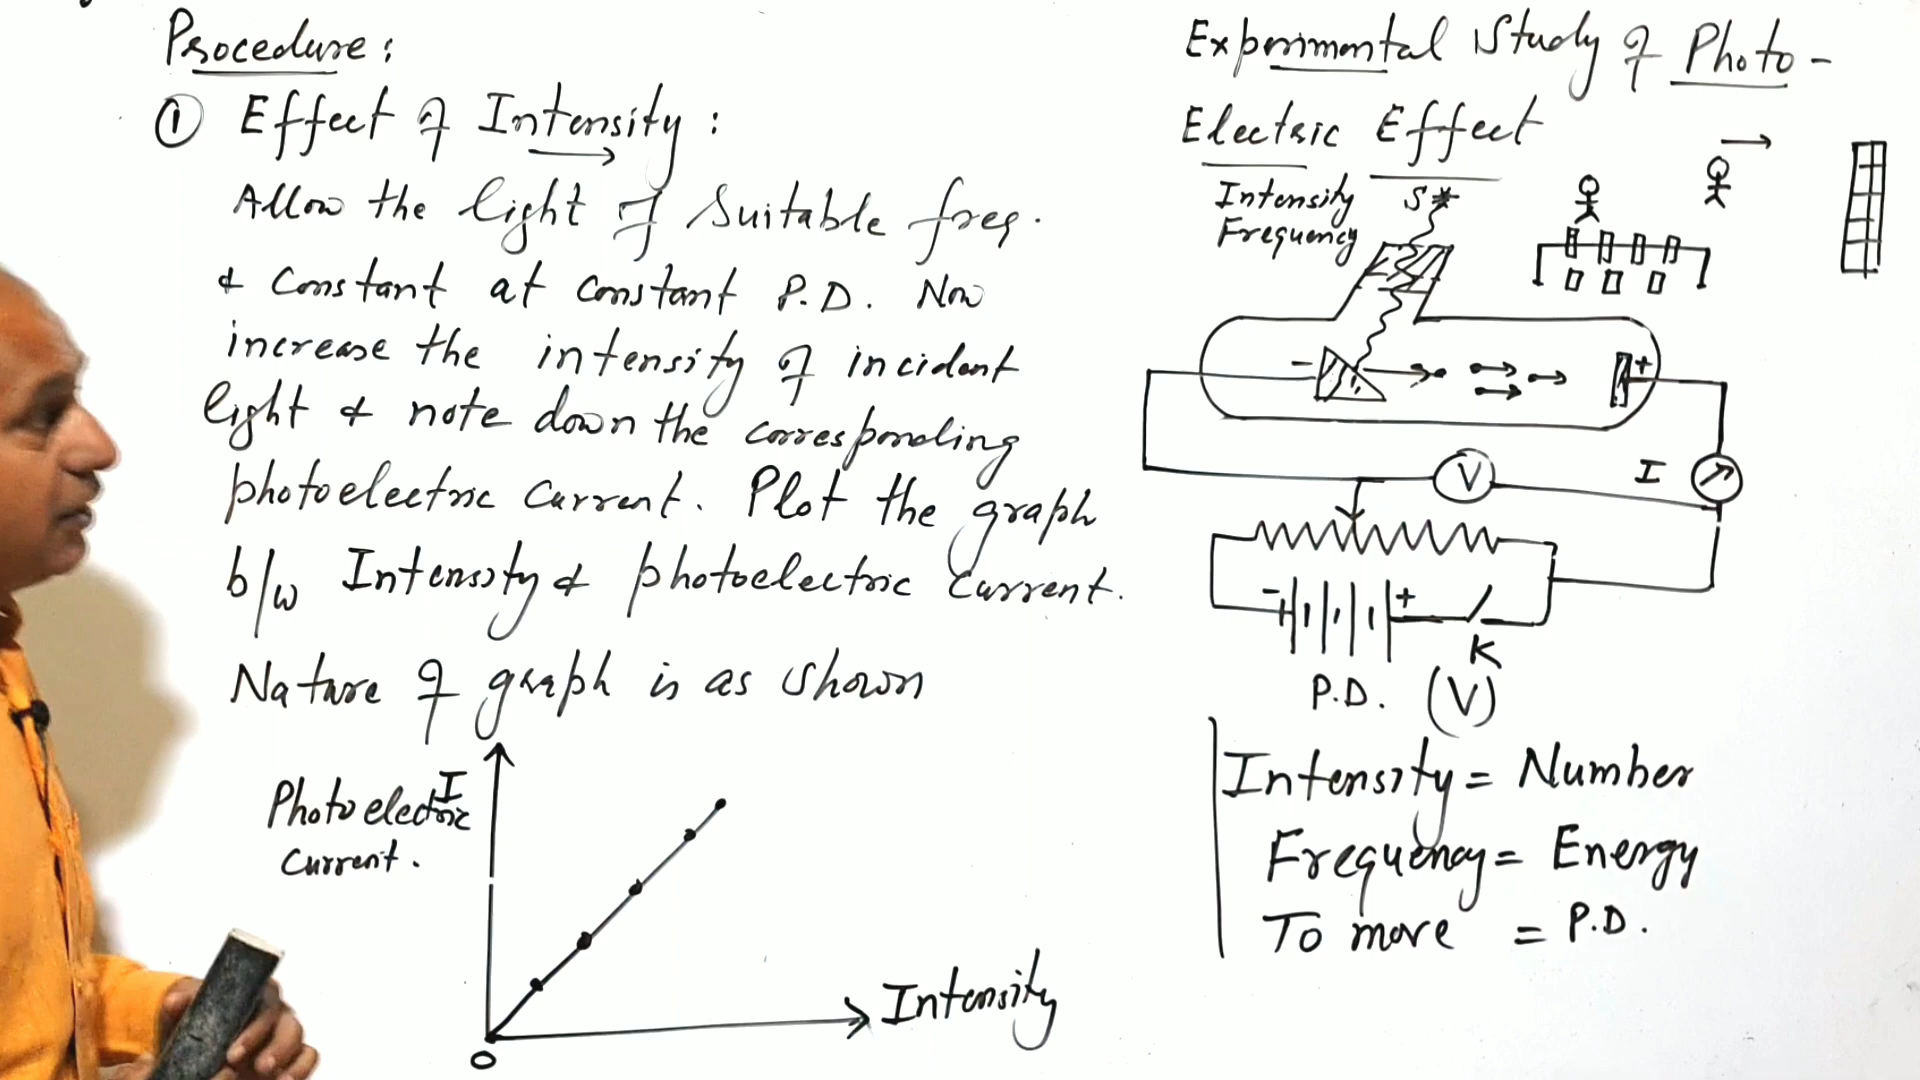 Procedure:
① Effect of Intensity:
Allow the light of Suitable freq.
& Constant at constant P.D. Now
increase the intensity of incident
light & note down the corresponding
photoelectric current. Plot the graph
b/w Intensity & photoelectric current.
Nature of graph is as shown
I
Photoelectric
Current.
Intensity
O
Experimental Study of Photo-
Electric Effect
Intensity
Frequency
S*
-
+
V
I
-
+
K
P.D. (V)
Intensity = Number
Frequency = Energy
To move = P.D.